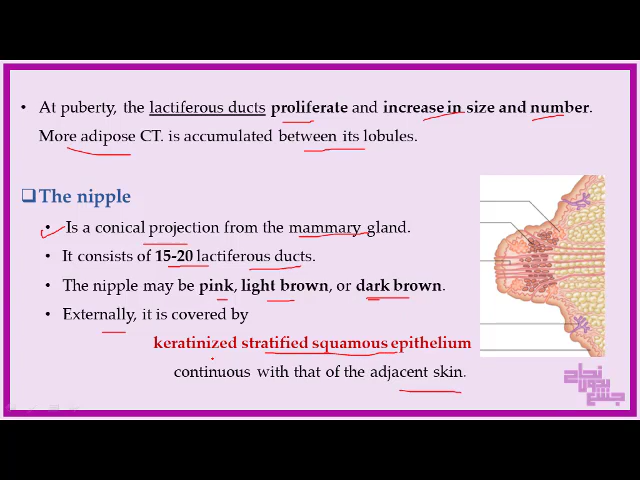 • At puberty, the lactiferous ducts proliferate and increase in size and number.
More adipose CT. is accumulated between its lobules.
❑The nipple
• Is a conical projection from the mammary gland.
• It consists of 15-20 lactiferous ducts.
• The nipple may be pink, light brown, or dark brown.
• Externally, it is covered by
keratinized stratified squamous epithelium
continuous with that of the adjacent skin.
نجاح
بدون
جشع